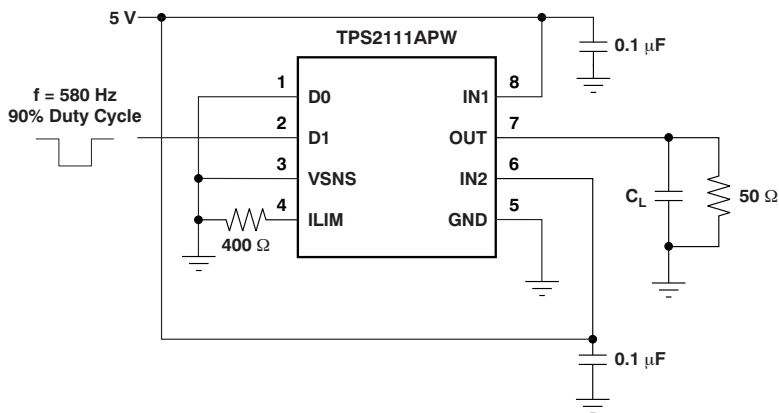 5 V
TPS2111APW
0.1 μF
f = 580 Hz
90% Duty Cycle
1
D0
IN1
8
2
D1
OUT
7
3
VSNS
IN2
6
4
ILIM
GND
5
400 Ω
CL
50 Ω
0.1 μF